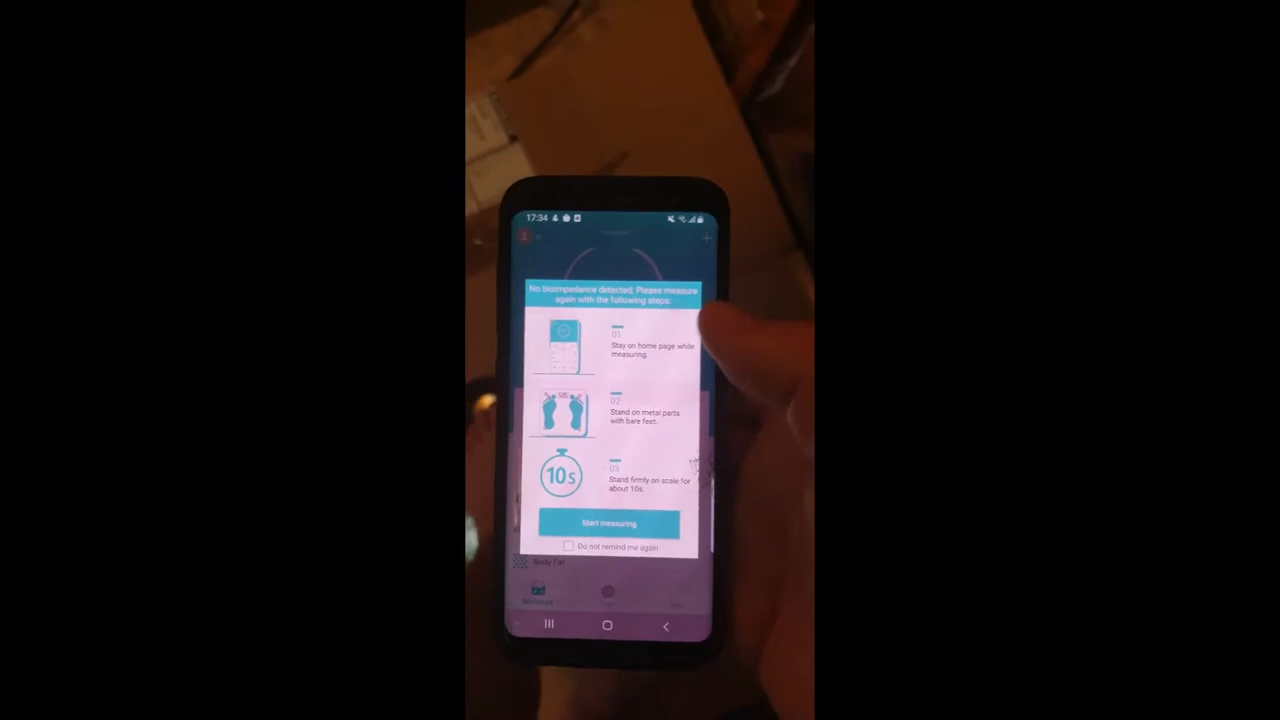 17:34
No bioimpedance detected; Please measure
again with the following steps:
01
Stay on home page while
measuring.
02
Stand on metal parts
with bare feet.
10s
03
Stand firmly on scale for
about 10s.
Start measuring
Do not remind me again
Body Fat
Measure